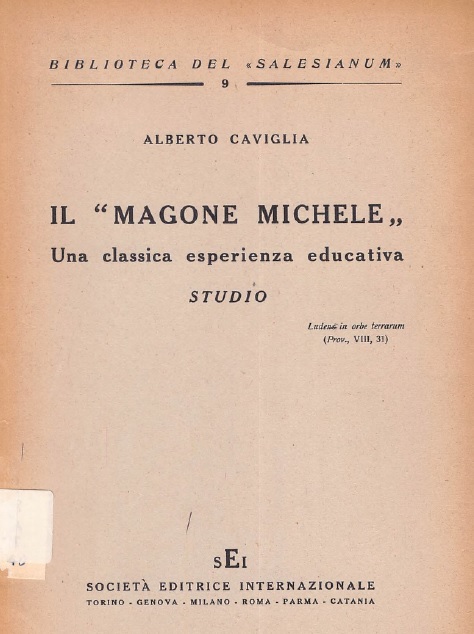 BIBLIOTECA DEL «SALESIANUM»
9
ALBERTO CAVIGLIA
IL “MAGONE MICHELE„
Una classica esperienza educativa
STUDIO
Ludens in orbe terrarum
(Prov., VIII, 31)
SEI
SOCIETÀ EDITRICE INTERNAZIONALE
TORINO - GENOVA - MILANO - ROMA - PARMA - CATANIA